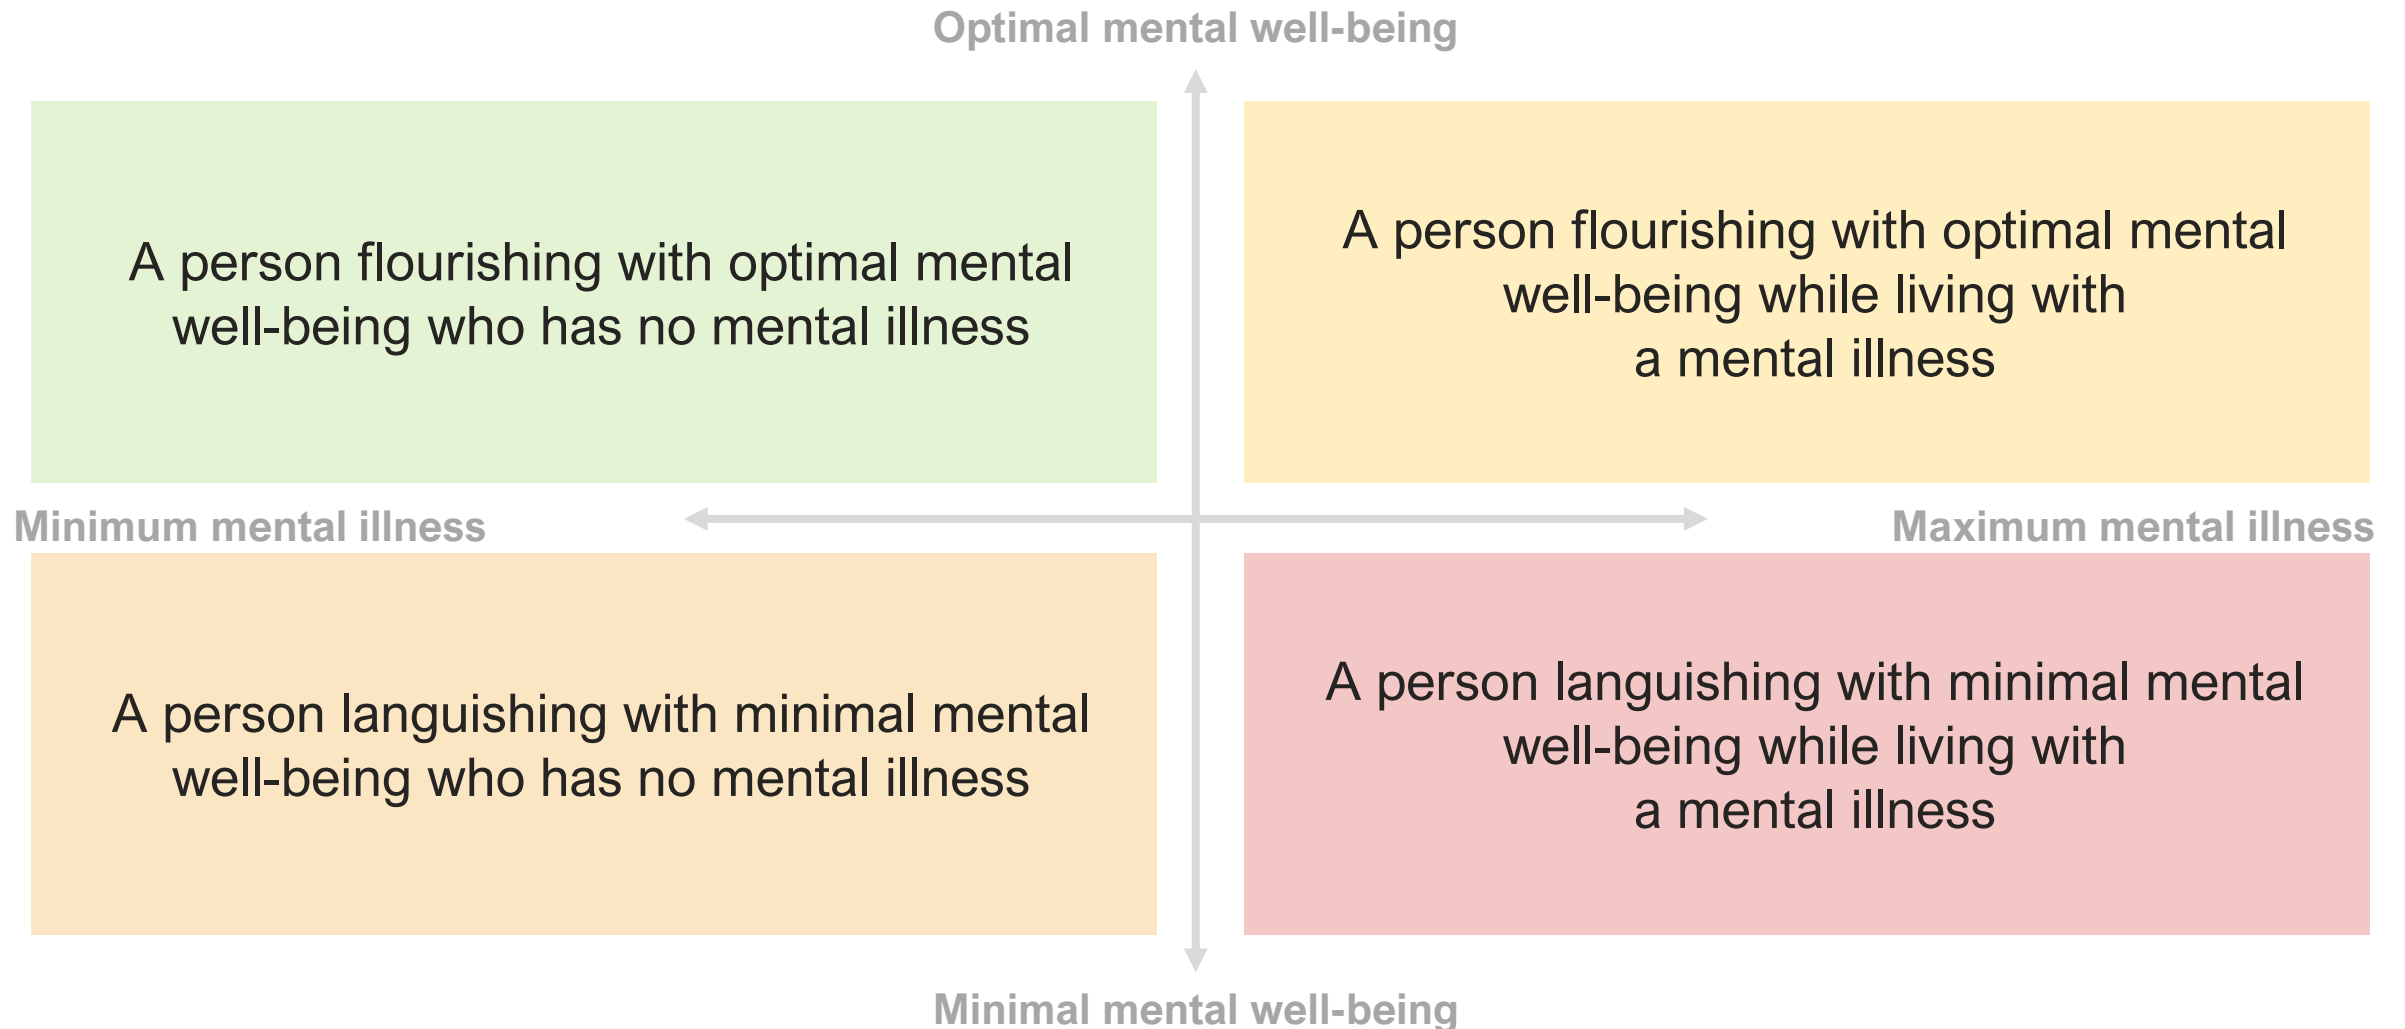 Optimal mental well-being
A person flourishing with optimal mental
well-being who has no mental illness
A person flourishing with optimal mental
well-being while living with
a mental illness
Minimum mental illness
Maximum mental illness
A person languishing with minimal mental
well-being who has no mental illness
A person languishing with minimal mental
well-being while living with
a mental illness
Minimal mental well-being